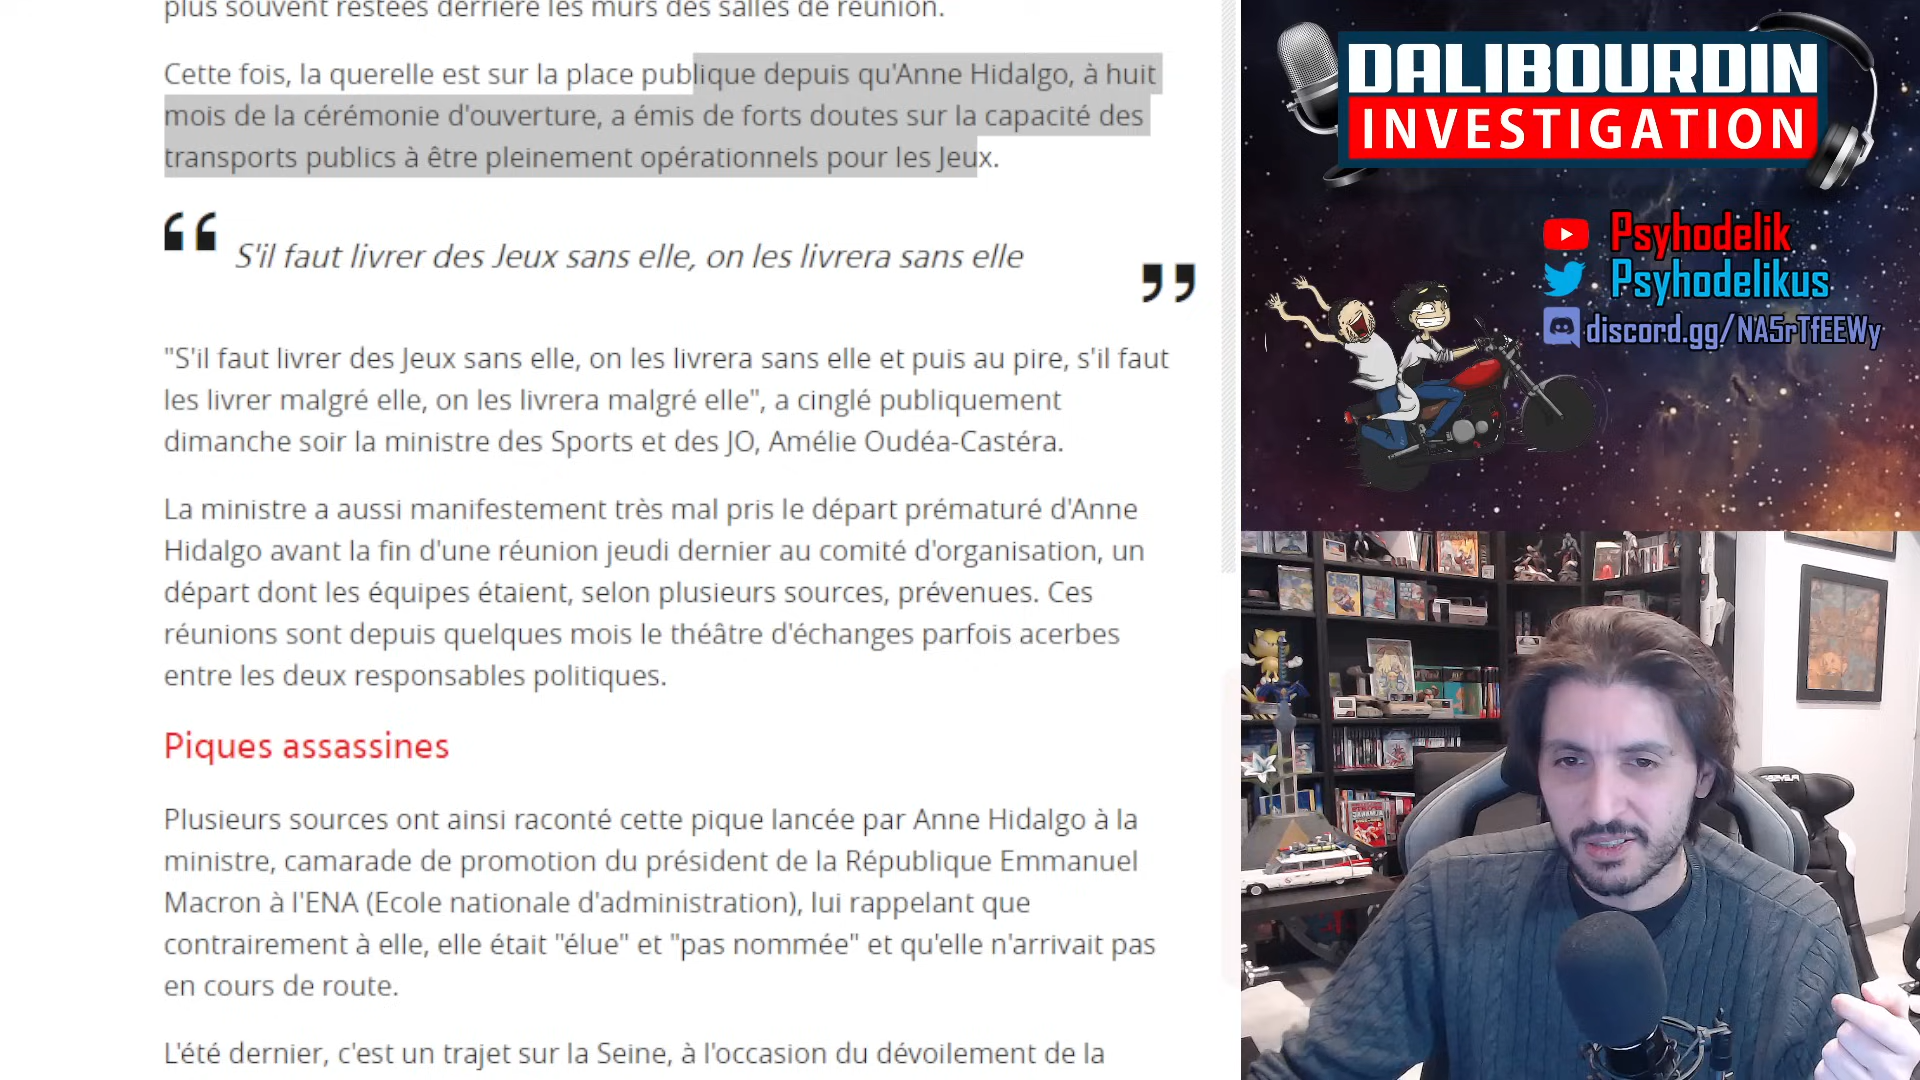 plus souvent restées derrière les murs des salles de réunion.
Cette fois, la querelle est sur la place publique depuis qu'Anne Hidalgo, à huit
mois de la cérémonie d'ouverture, a émis de forts doutes sur la capacité des
transports publics à être pleinement opérationnels pour les Jeux.
“ S'il faut livrer des Jeux sans elle, on les livrera sans elle ”
"S'il faut livrer des Jeux sans elle, on les livrera sans elle et puis au pire, s'il faut
les livrer malgré elle, on les livrera malgré elle", a cinglé publiquement
dimanche soir la ministre des Sports et des JO, Amélie Oudéa-Castéra.
La ministre a aussi manifestement très mal pris le départ prématuré d'Anne
Hidalgo avant la fin d'une réunion jeudi dernier au comité d'organisation, un
départ dont les équipes étaient, selon plusieurs sources, prévenues. Ces
réunions sont depuis quelques mois le théâtre d'échanges parfois acerbes
entre les deux responsables politiques.
Piques assassines
Plusieurs sources ont ainsi raconté cette pique lancée par Anne Hidalgo à la
ministre, camarade de promotion du président de la République Emmanuel
Macron à l'ENA (Ecole nationale d'administration), lui rappelant que
contrairement à elle, elle était "élue" et "pas nommée" et qu'elle n'arrivait pas
en cours de route.
L'été dernier, c'est un trajet sur la Seine, à l'occasion du dévoilement de la
DALIBOURDIN
INVESTIGATION
Psyhodelik
Psyhodelikus
discord.gg/NA5rTfEEWy